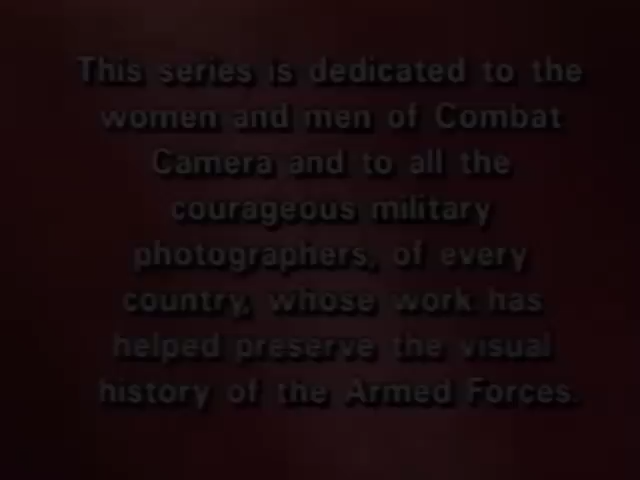 This series is dedicated to the
women and men of Combat
Camera and to all the
courageous military
photographers, of every
country, whose work has
helped preserve the visual
history of the Armed Forces.